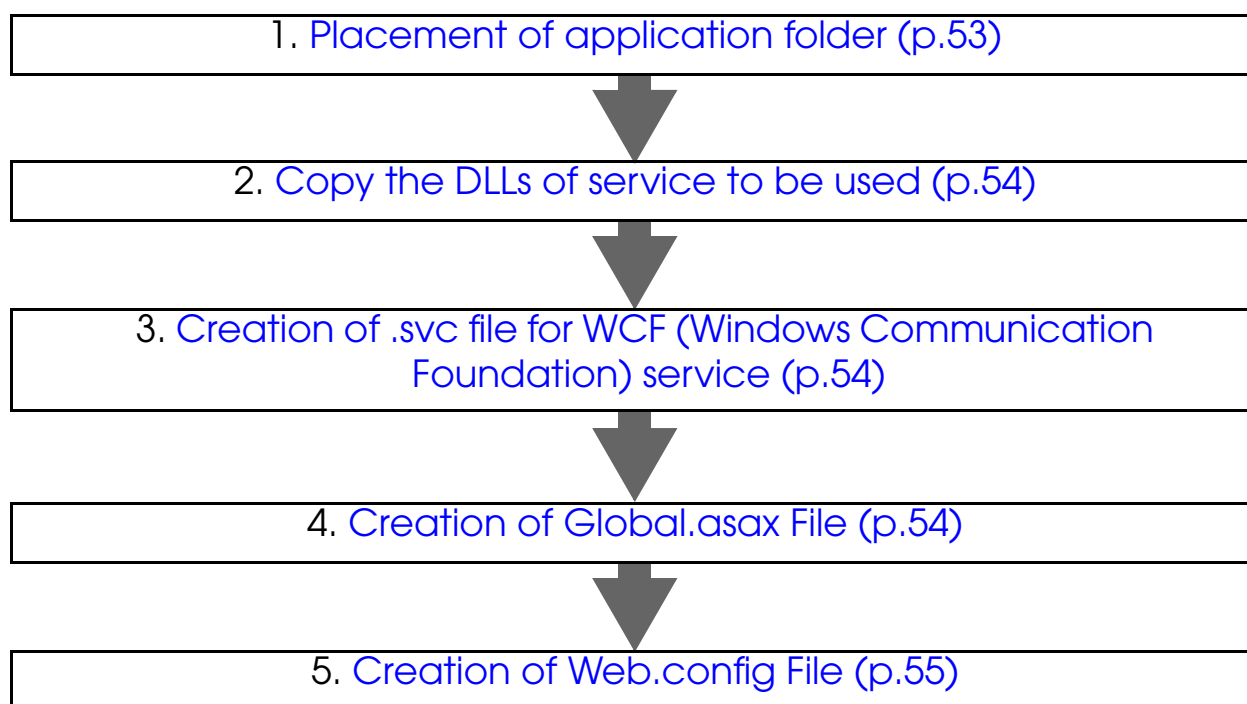 1. Placement of application folder (p.53)
2. Copy the DLLs of service to be used (p.54)
3. Creation of .svc file for WCF (Windows Communication
Foundation) service (p.54)
4. Creation of Global.asax File (p.54)
5. Creation of Web.config File (p.55)